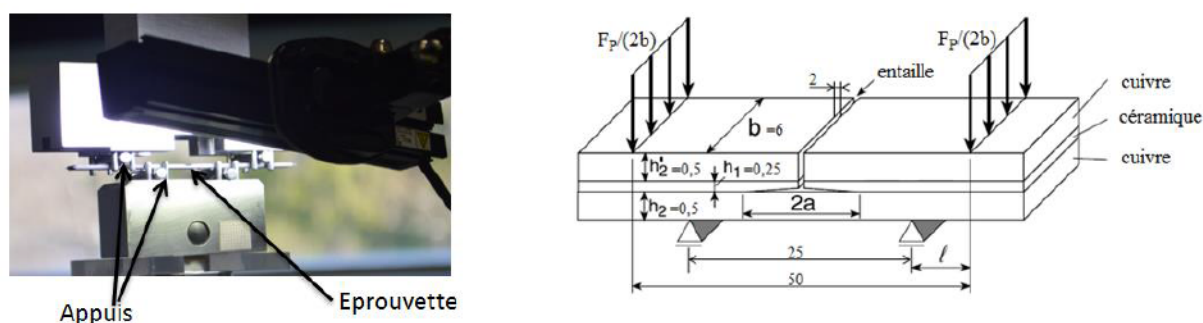 Appuis
Eprouvette
F_P/(2b)
F_P/(2b)
entaille
2
cuivre
céramique
cuivre
b =6
h'₂=0,5
h₁=0,25
h₂=0,5
2a
25
ℓ
50